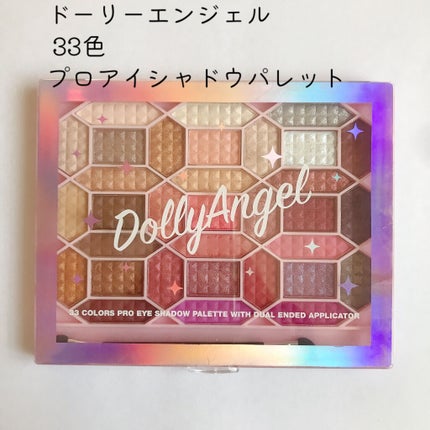 ドーリーエンジェル
33色
プロアイシャドウパレット
DollyAngel
33 COLORS PRO EYE SHADOW PALETTE WITH DUAL ENDED APPLICATOR